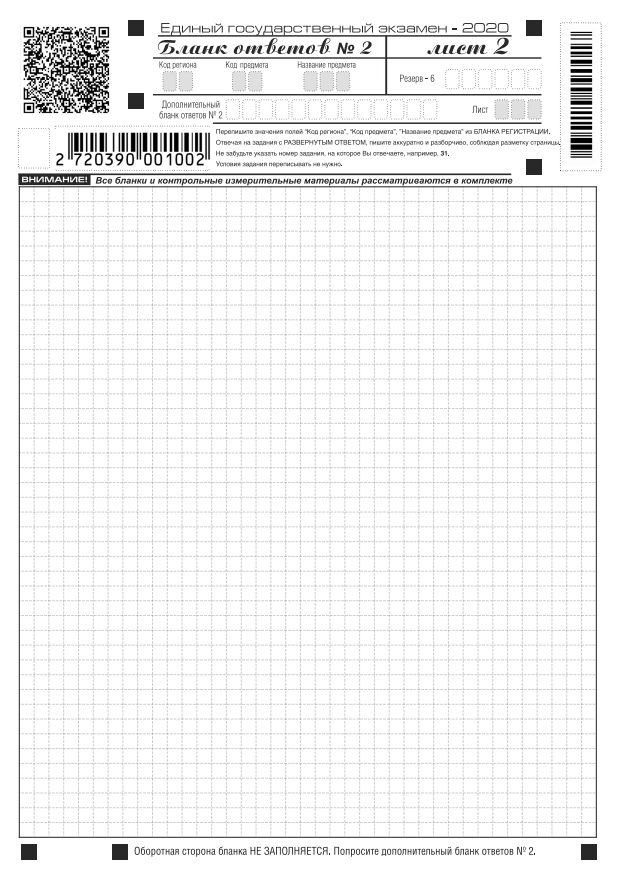 Единый государственный экзамен - 2020
Бланк ответов № 2 лист 2
Код региона Код предмета Название предмета
Резерв - 6
Дополнительный
бланк ответов № 2
Лист
Перепишите значения полей "Код региона", "Код предмета", "Название предмета" из БЛАНКА РЕГИСТРАЦИИ.
Отвечая на задания с РАЗВЕРНУТЫМ ОТВЕТОМ, пишите аккуратно и разборчиво, соблюдая разметку страницы.
Не забудьте указать номер задания, на которое Вы отвечаете, например, 31.
Условия задания переписывать не нужно.
2 720390 001002
ВНИМАНИЕ! Все бланки и контрольные измерительные материалы рассматриваются в комплекте
Оборотная сторона бланка НЕ ЗАПОЛНЯЕТСЯ. Попросите дополнительный бланк ответов № 2.